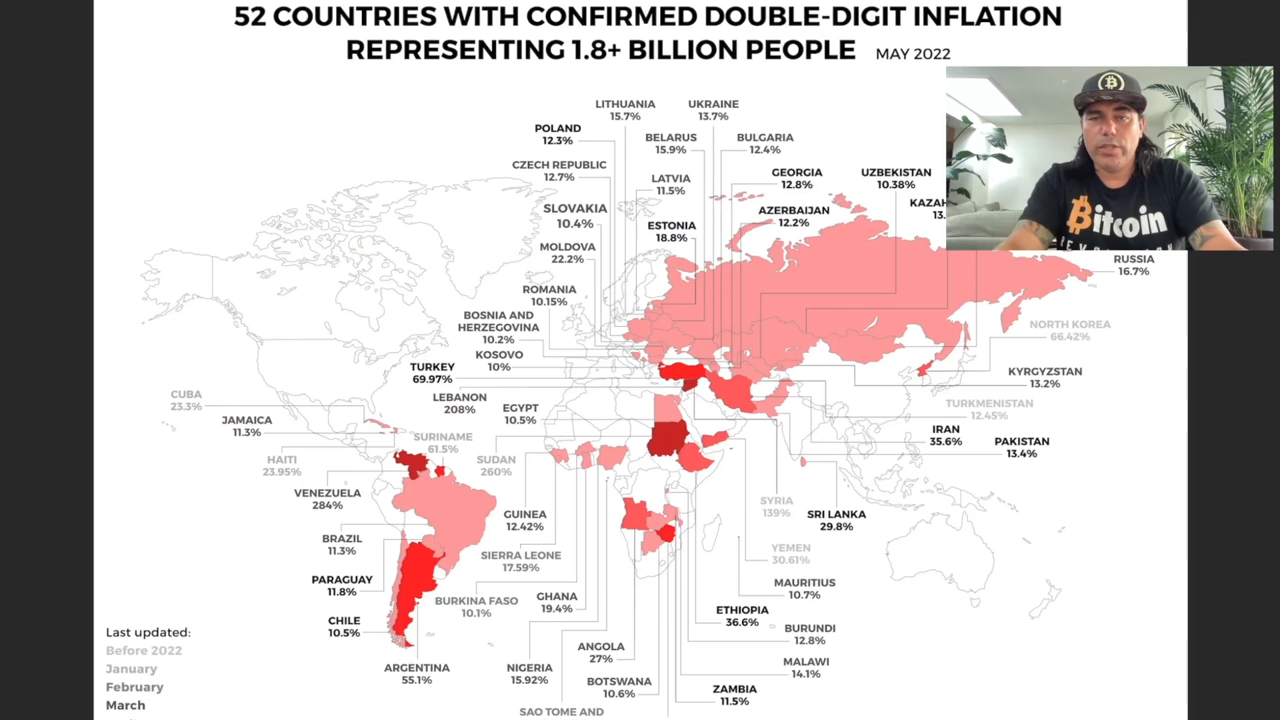 52 COUNTRIES WITH CONFIRMED DOUBLE-DIGIT INFLATION
REPRESENTING 1.8+ BILLION PEOPLE MAY 2022
LITHUANIA
15.7%
UKRAINE
13.7%
POLAND
12.3%
BELARUS
15.9%
BULGARIA
12.4%
CZECH REPUBLIC
12.7%
LATVIA
11.5%
GEORGIA
12.8%
UZBEKISTAN
10.38%
SLOVAKIA
10.4%
ESTONIA
18.8%
AZERBAIJAN
12.2%
KAZAH
13.
Bitcoin
MOLDOVA
22.2%
RUSSIA
16.7%
ROMANIA
10.15%
BOSNIA AND
HERZEGOVINA
10.2%
NORTH KOREA
66.42%
KOSOVO
10%
TURKEY
69.97%
KYRGYZSTAN
13.2%
LEBANON
208%
CUBA
23.3%
EGYPT
10.5%
TURKMENISTAN
12.45%
JAMAICA
11.3%
IRAN
35.6%
PAKISTAN
13.4%
SURINAME
61.5%
HAITI
23.95%
SUDAN
260%
VENEZUELA
284%
SYRIA
139%
SRI LANKA
29.8%
GUINEA
12.42%
BRAZIL
11.3%
SIERRA LEONE
17.59%
YEMEN
30.61%
PARAGUAY
11.8%
MAURITIUS
10.7%
BURKINA FASO
10.1%
GHANA
19.4%
ETHIOPIA
36.6%
CHILE
10.5%
BURUNDI
12.8%
ANGOLA
27%
MALAWI
14.1%
ARGENTINA
55.1%
NIGERIA
15.92%
BOTSWANA
10.6%
ZAMBIA
11.5%
SAO TOME AND
Last updated:
Before 2022
January
February
March